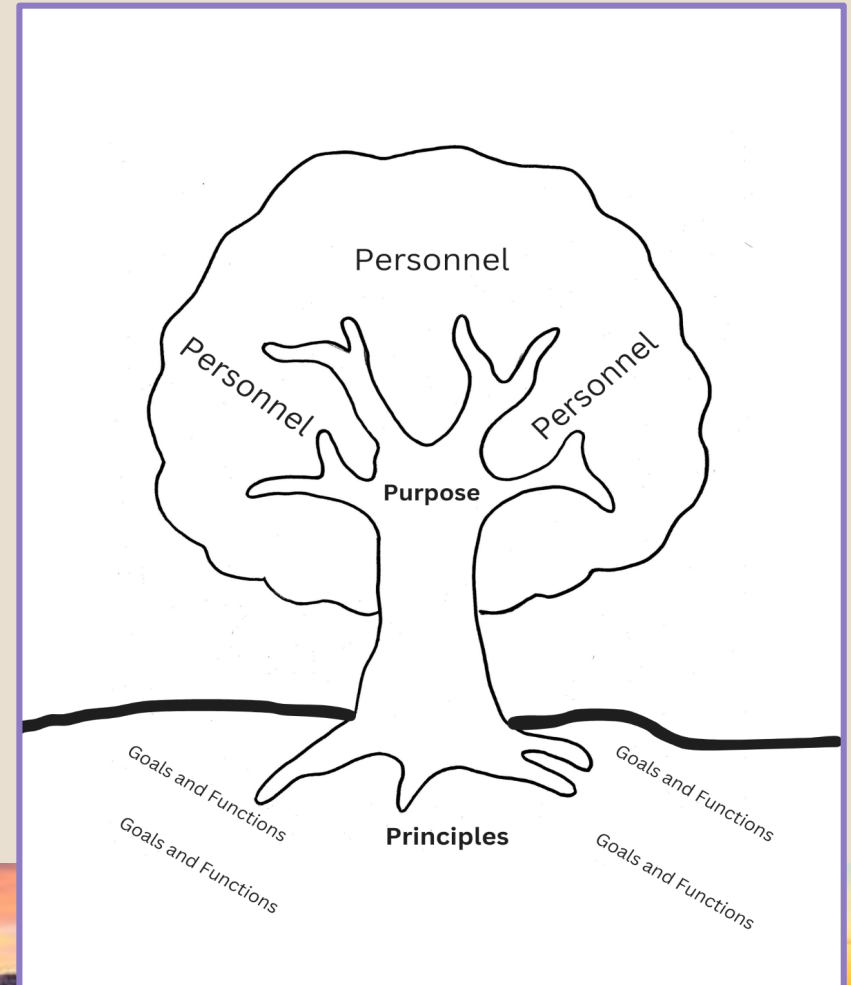 Personnel
Personnel
Personnel
Purpose
Goals and Functions
Goals and Functions
Goals and Functions
Principles
Goals and Functions